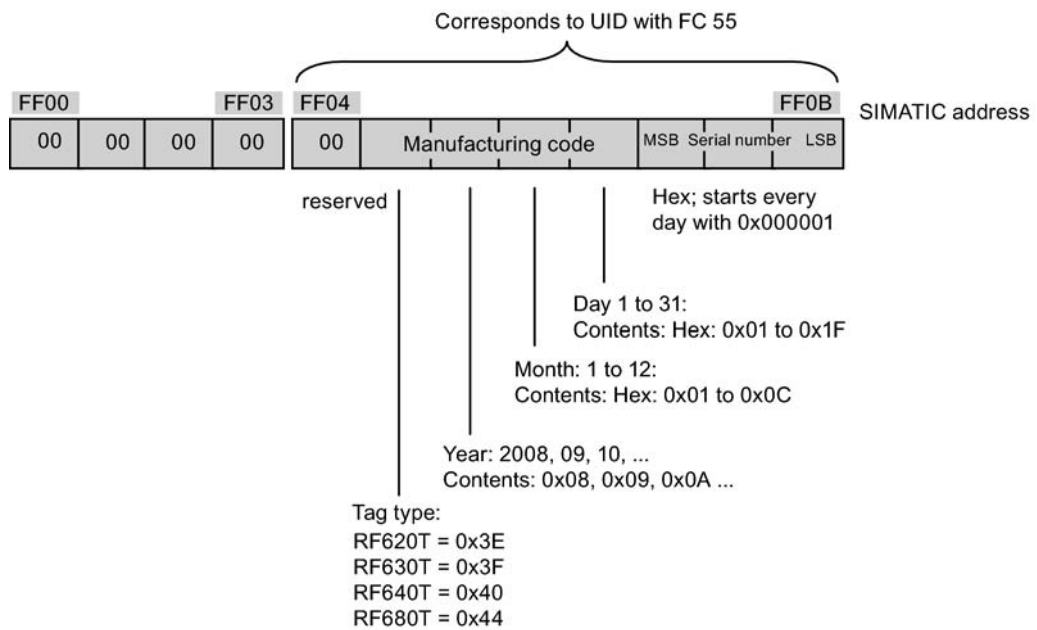 Corresponds to UID with FC 55
FF00 FF03 FF04 FF0B SIMATIC address
00 00 00 00 00 Manufacturing code MSB Serial number LSB
reserved
Hex; starts every
day with 0x000001
Day 1 to 31:
Contents: Hex: 0x01 to 0x1F
Month: 1 to 12:
Contents: Hex: 0x01 to 0x0C
Year: 2008, 09, 10, ...
Contents: 0x08, 0x09, 0x0A ...
Tag type:
RF620T = 0x3E
RF630T = 0x3F
RF640T = 0x40
RF680T = 0x44